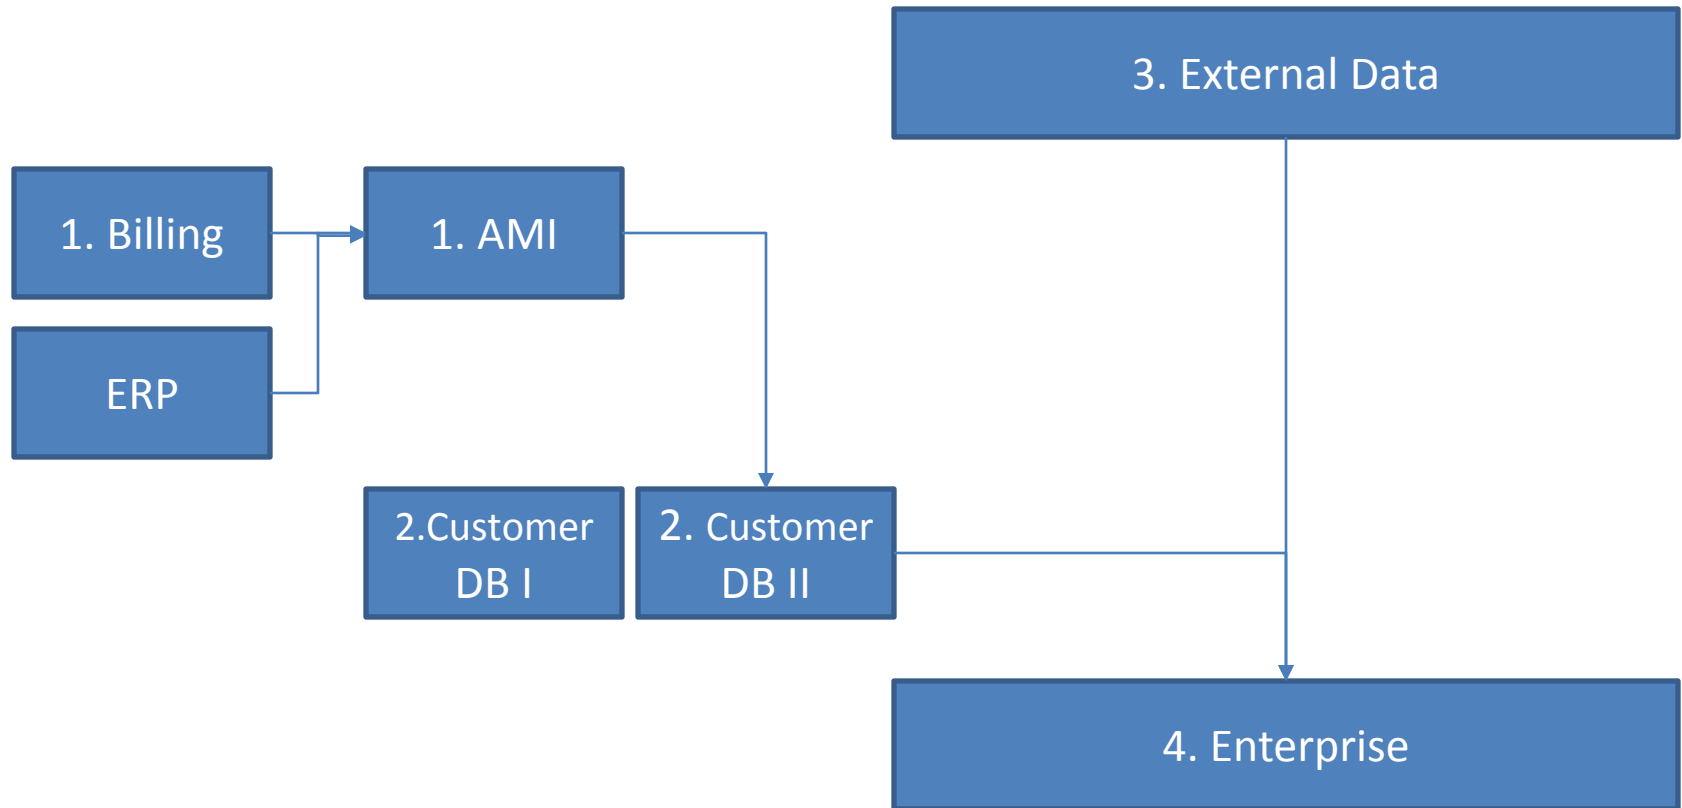 3. External Data
1. Billing
1. AMI
ERP
2.Customer
DB I
2. Customer
DB II
4. Enterprise